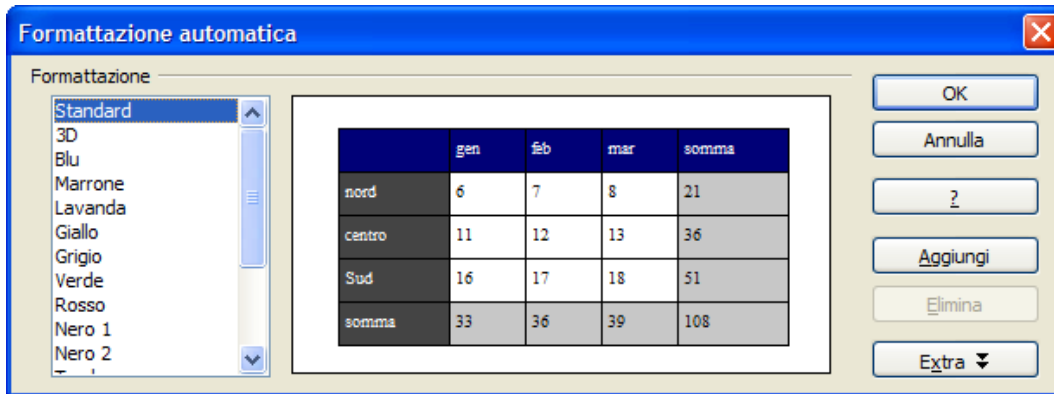 Formattazione automatica
Formattazione
Standard
3D
Blu
Marrone
Lavanda
Giallo
Grigio
Verde
Rosso
Nero 1
Nero 2
gen feb mar somma
nord 6 7 8 21
centro 11 12 13 36
Sud 16 17 18 51
somma 33 36 39 108
OK
Annulla
?
Aggiungi
Elimina
Extra